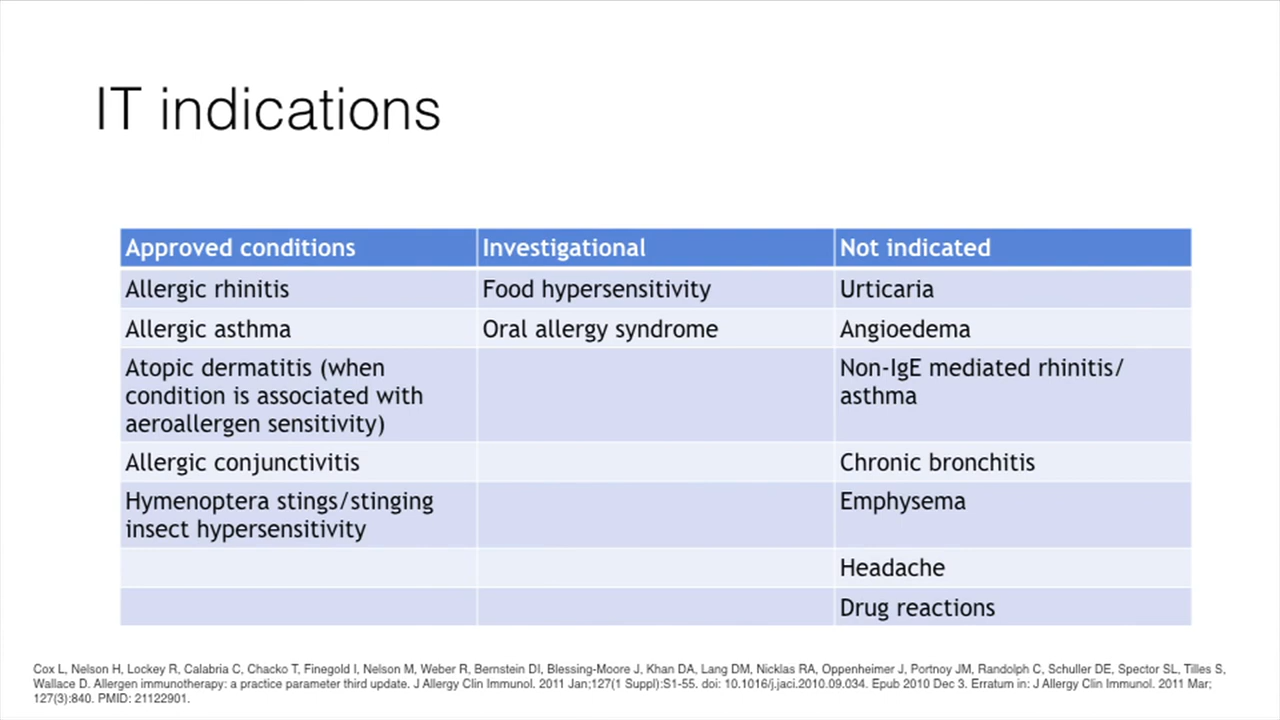 IT indications
Approved conditions
Investigational
Not indicated
Allergic rhinitis
Food hypersensitivity
Urticaria
Allergic asthma
Oral allergy syndrome
Angioedema
Atopic dermatitis (when
condition is associated with
aeroallergen sensitivity)
Non-IgE mediated rhinitis/
asthma
Allergic conjunctivitis
Chronic bronchitis
Hymenoptera stings/stinging
insect hypersensitivity
Emphysema
Headache
Drug reactions
Cox L, Nelson H, Lockey R, Calabria C, Chacko T, Finegold I, Nelson M, Weber R, Bernstein DI, Blessing-Moore J, Khan DA, Lang DM, Nicklas RA, Oppenheimer J, Portnoy JM, Randolph C, Schuller DE, Spector SL, Tilles S,
Wallace D. Allergen immunotherapy: a practice parameter third update. J Allergy Clin Immunol. 2011 Jan;127(1 Suppl):S1-55. doi: 10.1016/j.jaci.2010.09.034. Epub 2010 Dec 3. Erratum in: J Allergy Clin Immunol. 2011 Mar;
127(3):840. PMID: 21122901.